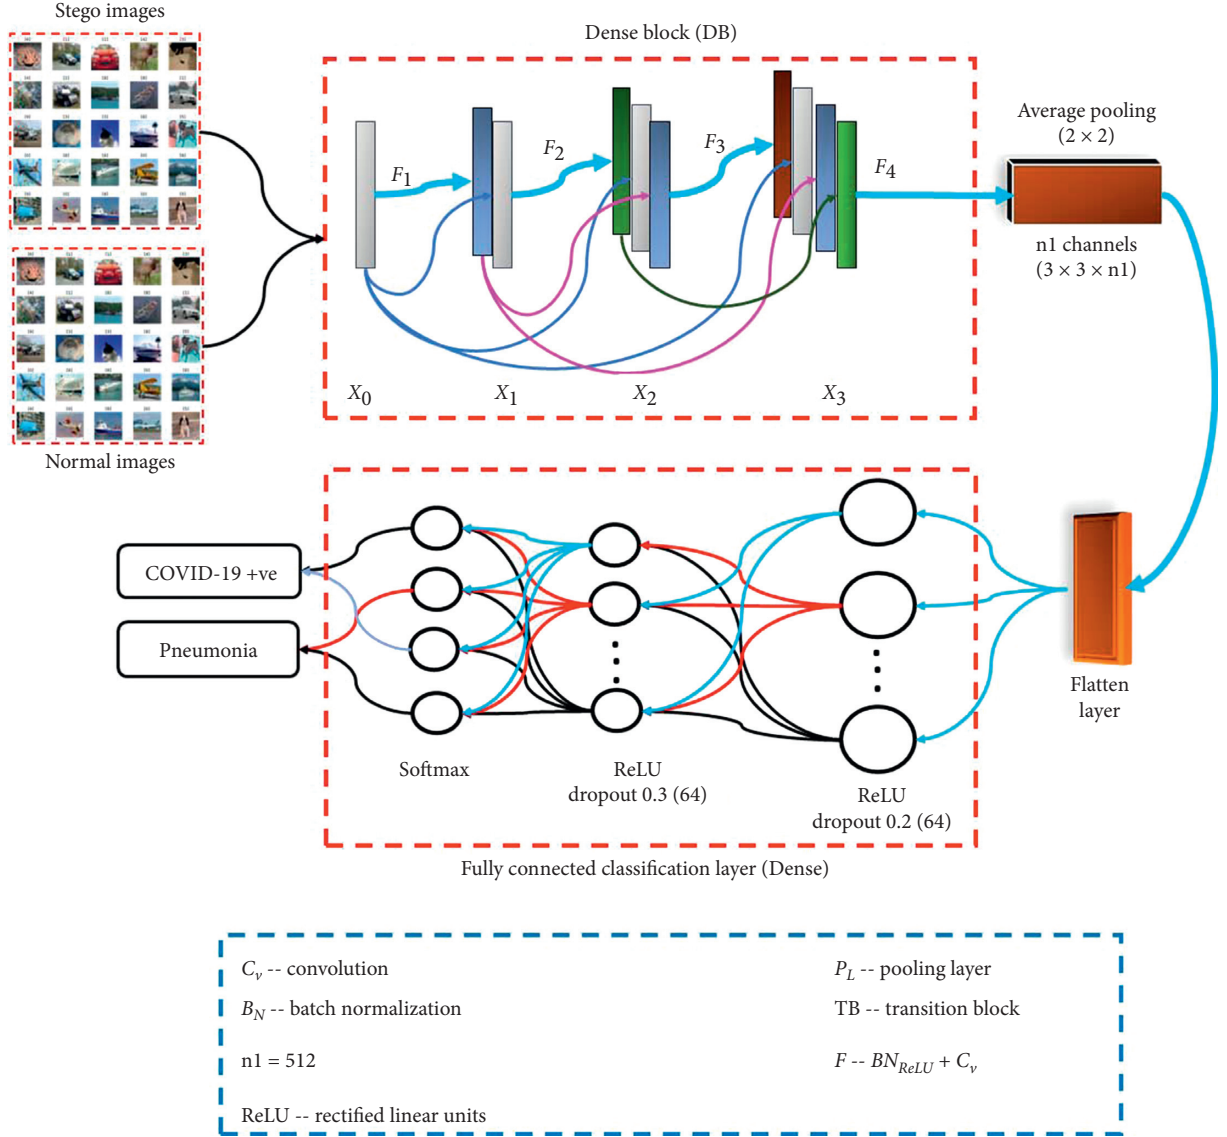 Stego images
Normal images
Dense block (DB)
F1
F2
F3
F4
X0
X1
X2
X3
Average pooling
(2 × 2)
n1 channels
(3 × 3 × n1)
Flatten
layer
COVID-19 +ve
Pneumonia
Softmax
ReLU
dropout 0.3 (64)
ReLU
dropout 0.2 (64)
Fully connected classification layer (Dense)
Cv -- convolution
PL -- pooling layer
BN -- batch normalization
TB -- transition block
n1 = 512
F -- BNReLU + Cv
ReLU -- rectified linear units